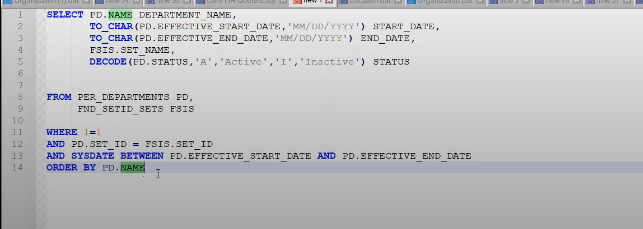 1 SELECT PD.NAME DEPARTMENT_NAME,
2 TO_CHAR(PD.EFFECTIVE_START_DATE,'MM/DD/YYYY') START_DATE,
3 TO_CHAR(PD.EFFECTIVE_END_DATE,'MM/DD/YYYY') END_DATE,
4 FSIS.SET_NAME,
5 DECODE(PD.STATUS,'A','Active','I','Inactive') STATUS
6
7
8 FROM PER_DEPARTMENTS PD,
9 FND_SETID_SETS FSIS
10
11 WHERE 1=1
12 AND PD.SET_ID = FSIS.SET_ID
13 AND SYSDATE BETWEEN PD.EFFECTIVE_START_DATE AND PD.EFFECTIVE_END_DATE
14 ORDER BY PD.NAME